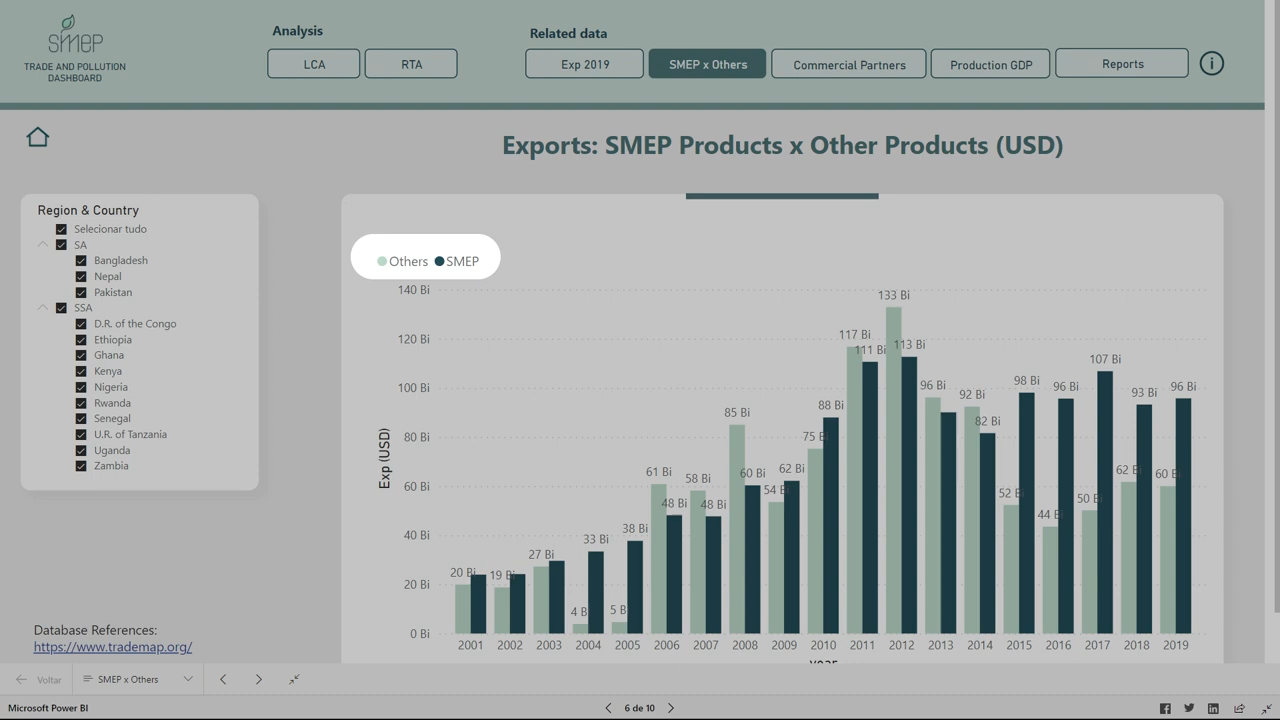 smep
TRADE AND POLLUTION
DASHBOARD
Analysis
LCA
RTA
Related data
Exp 2019
SMEP x Others
Commercial Partners
Production GDP
Reports
i
Exports: SMEP Products x Other Products (USD)
Region & Country
Selecionar tudo
SA
Bangladesh
Nepal
Pakistan
SSA
D.R. of the Congo
Ethiopia
Ghana
Kenya
Nigeria
Rwanda
Senegal
U.R. of Tanzania
Uganda
Zambia
Database References:
https://www.trademap.org/
Others SMEP
140 Bi
120 Bi
100 Bi
80 Bi
60 Bi
40 Bi
20 Bi
0 Bi
Exp (USD)
20 Bi
19 Bi
27 Bi
4 Bi
33 Bi
5 Bi
38 Bi
61 Bi
48 Bi
58 Bi
48 Bi
85 Bi
60 Bi
54 Bi
62 Bi
75 Bi
88 Bi
117 Bi
111 Bi
133 Bi
113 Bi
96 Bi
92 Bi
82 Bi
52 Bi
98 Bi
44 Bi
96 Bi
50 Bi
107 Bi
62 Bi
93 Bi
60 Bi
96 Bi
2001 2002 2003 2004 2005 2006 2007 2008 2009 2010 2011 2012 2013 2014 2015 2016 2017 2018 2019
year
Voltar
SMEP x Others
Microsoft Power BI
6 de 10